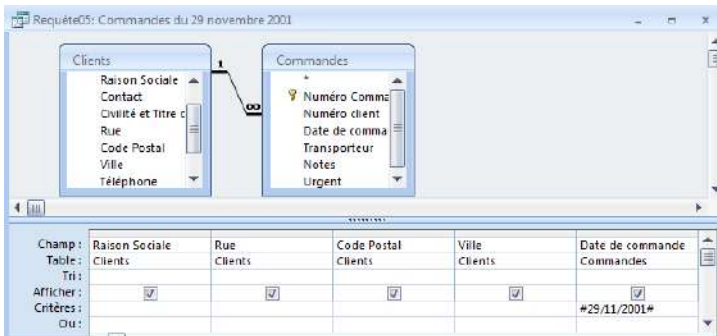 Requête05: Commandes du 29 novembre 2001
Clients
Raison Sociale
Contact
Civilité et Titre c
Rue
Code Postal
Ville
Téléphone
1
∞
Commandes
*
Numéro Comma
Numéro client
Date de comma
Transporteur
Notes
Urgent
Champ : Raison Sociale Rue Code Postal Ville Date de commande
Table : Clients Clients Clients Clients Commandes
Tri :
Afficher :
Critères : #29/11/2001#
Ou :